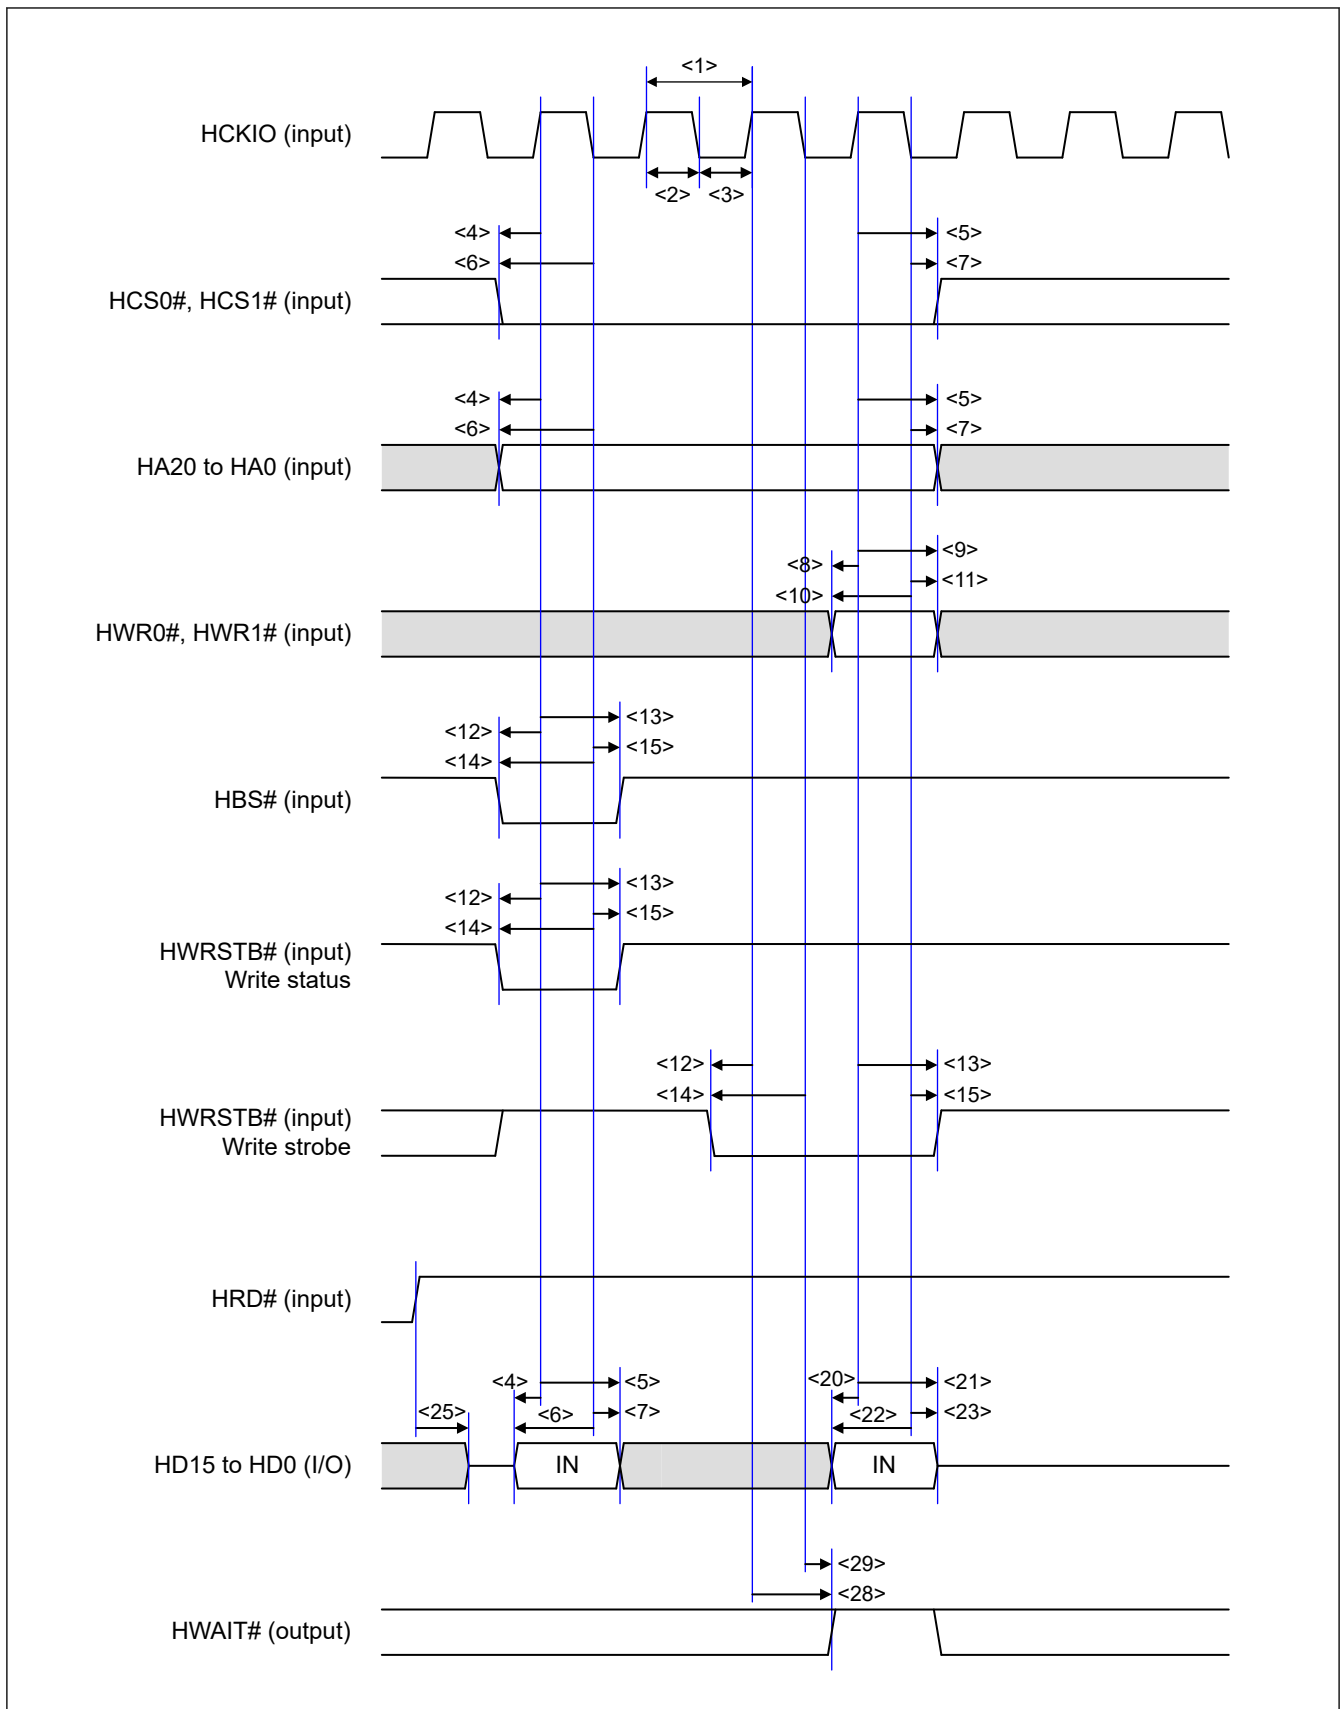 <1>
HCKIO (input)
<2> <3>
<4> <5>
<6> <7>
HCS0#, HCS1# (input)
<4> <5>
<6> <7>
HA20 to HA0 (input)
<9>
<8>
<11>
<10>
HWR0#, HWR1# (input)
<13>
<12>
<15>
<14>
HBS# (input)
<13>
<12>
<15>
<14>
HWRSTB# (input)
Write status
<12> <13>
<14> <15>
HWRSTB# (input)
Write strobe
HRD# (input)
<4> <5> <20> <21>
<25> <6> <7> <22> <23>
HD15 to HD0 (I/O) IN IN
<29>
<28>
HWAIT# (output)